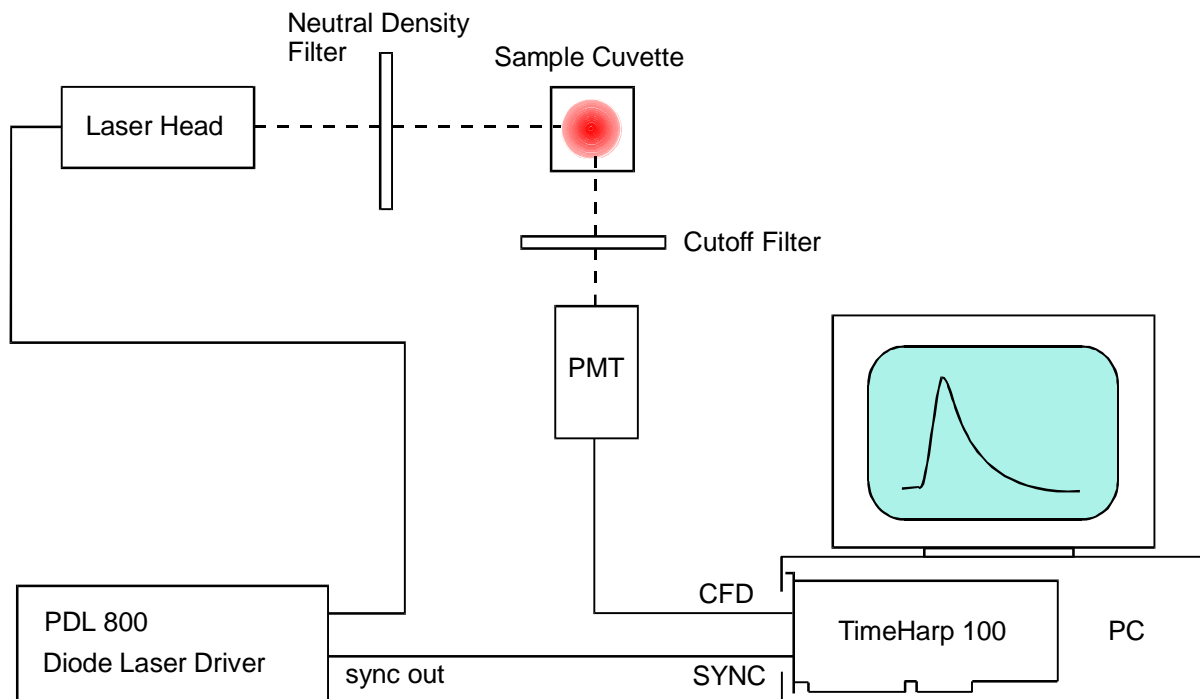 Neutral Density
Filter
Sample Cuvette
Laser Head
Cutoff Filter
PMT
CFD
PDL 800
Diode Laser Driver
TimeHarp 100
PC
sync out
SYNC